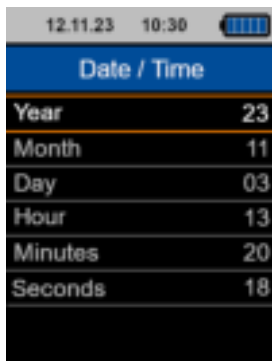 12.11.23 10:30
Date / Time
Year 23
Month 11
Day 03
Hour 13
Minutes 20
Seconds 18